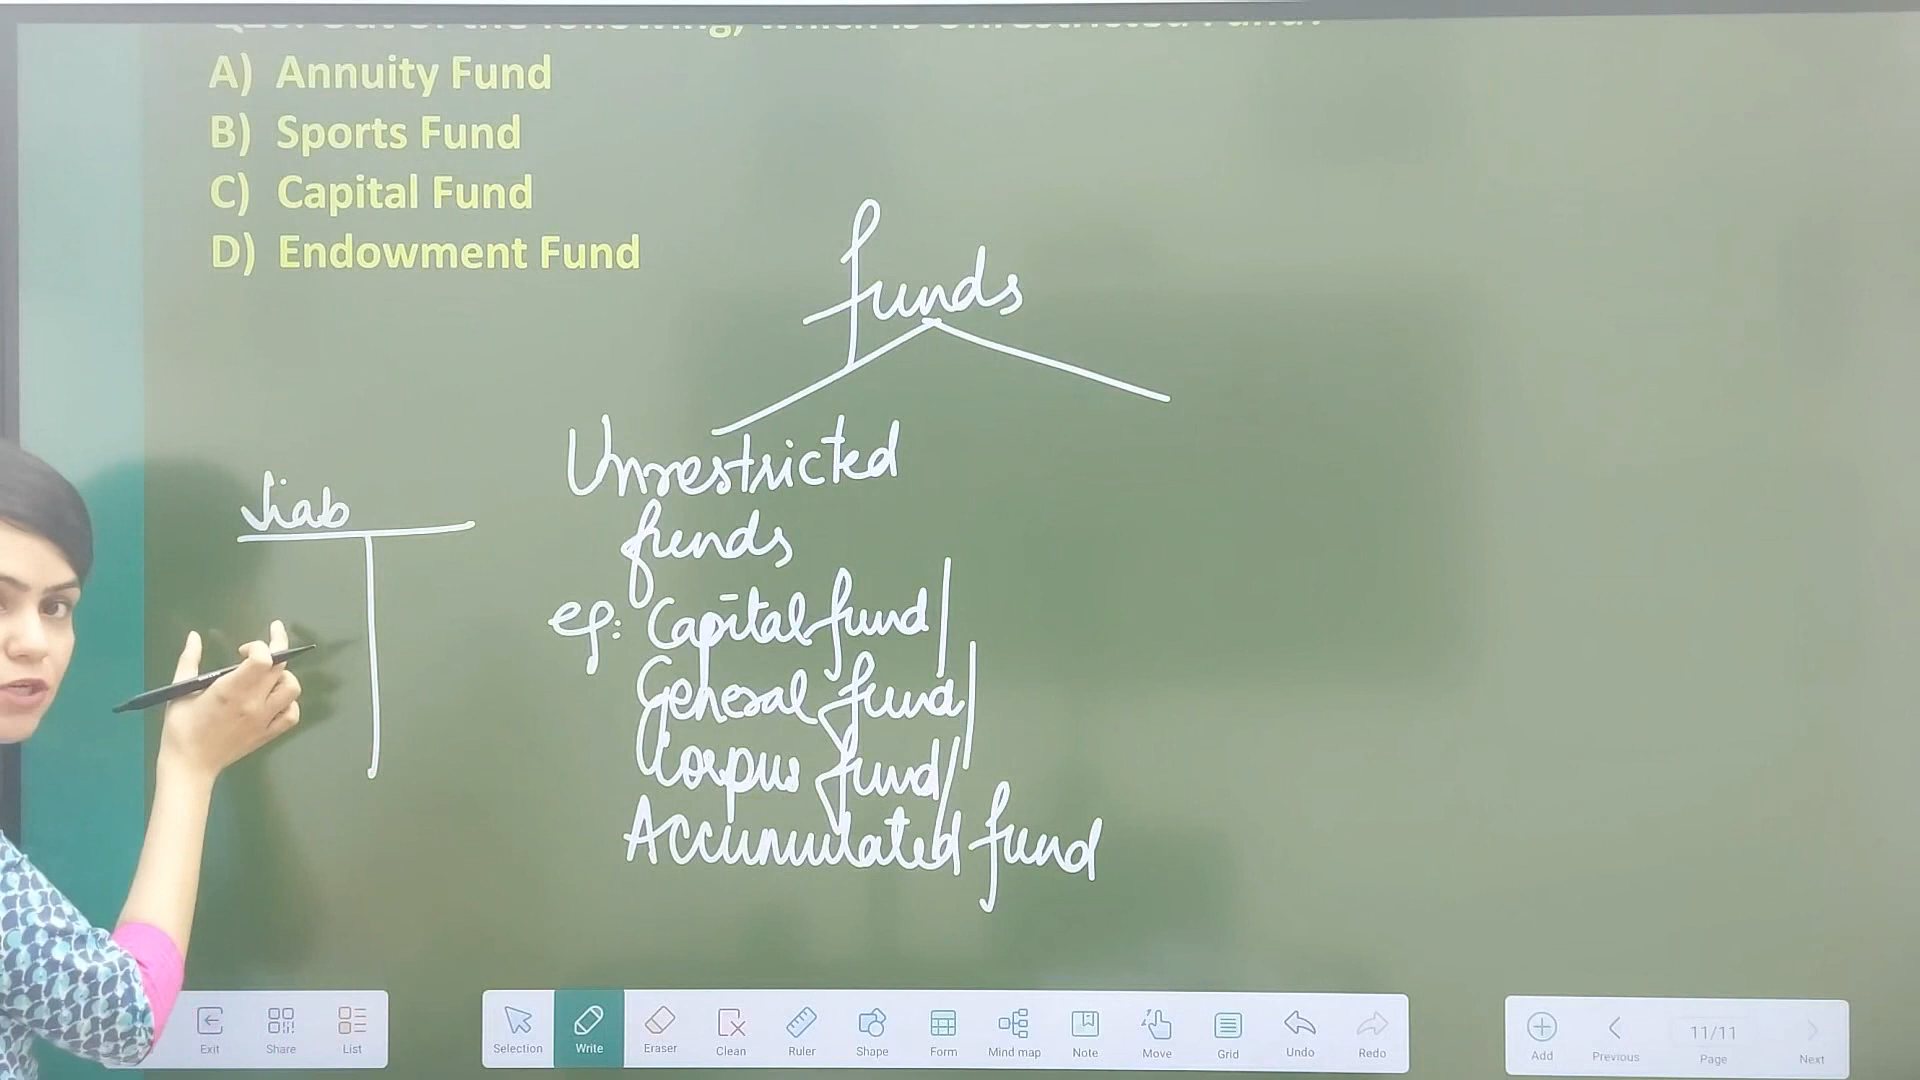 A) Annuity Fund
B) Sports Fund
C) Capital Fund
D) Endowment Fund
funds
Unrestricted
funds
Liab
eg: Capital fund/
General fund/
Corpus fund/
Accumulated fund
Exit Share List
Selection Write Eraser Clean Ruler Shape Form Mind map Note Move Grid Undo Redo
Add Previous 11/11 Page Next